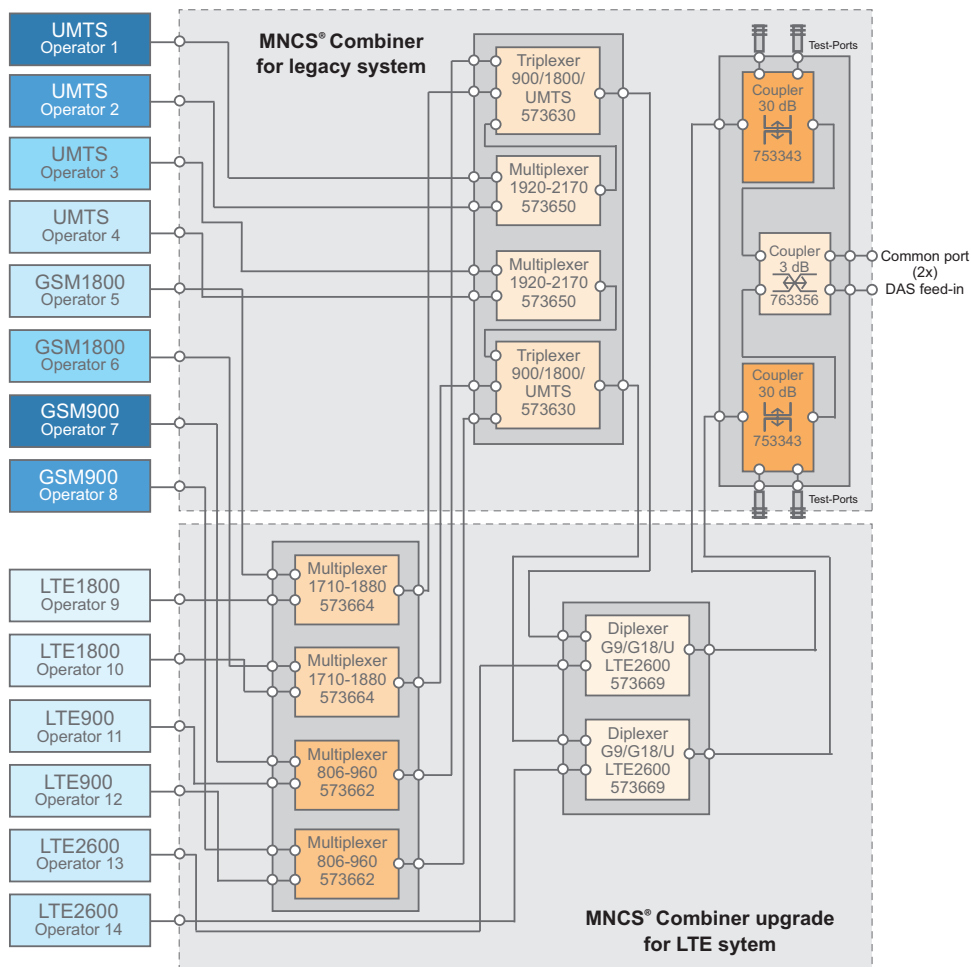 UMTS
Operator 1
UMTS
Operator 2
UMTS
Operator 3
UMTS
Operator 4
GSM1800
Operator 5
GSM1800
Operator 6
GSM900
Operator 7
GSM900
Operator 8
LTE1800
Operator 9
LTE1800
Operator 10
LTE900
Operator 11
LTE900
Operator 12
LTE2600
Operator 13
LTE2600
Operator 14
MNCS® Combiner
for legacy system
Triplexer
900/1800/
UMTS
573630
Multiplexer
1920-2170
573650
Multiplexer
1920-2170
573650
Triplexer
900/1800/
UMTS
573630
Test-Ports
Coupler
30 dB
753343
Coupler
3 dB
763356
Common port
(2x)
DAS feed-in
Coupler
30 dB
753343
Test-Ports
Multiplexer
1710-1880
573664
Multiplexer
1710-1880
573664
Multiplexer
806-960
573662
Multiplexer
806-960
573662
Diplexer
G9/G18/U
LTE2600
573669
Diplexer
G9/G18/U
LTE2600
573669
MNCS® Combiner upgrade
for LTE sytem